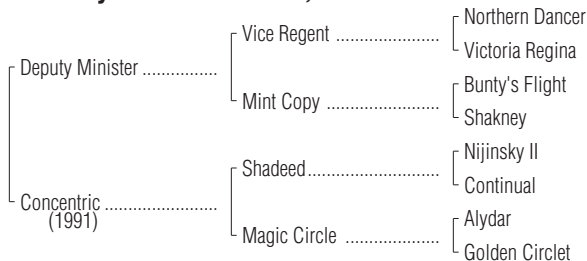 Northern Dancer
Vice Regent ..................
Victoria Regina
Deputy Minister ...............
Bunty's Flight
Mint Copy ....................
Shakney
Nijinsky II
Shadeed......................
Continual
Concentric ......................
(1991)
Alydar
Magic Circle ..................
Golden Circlet